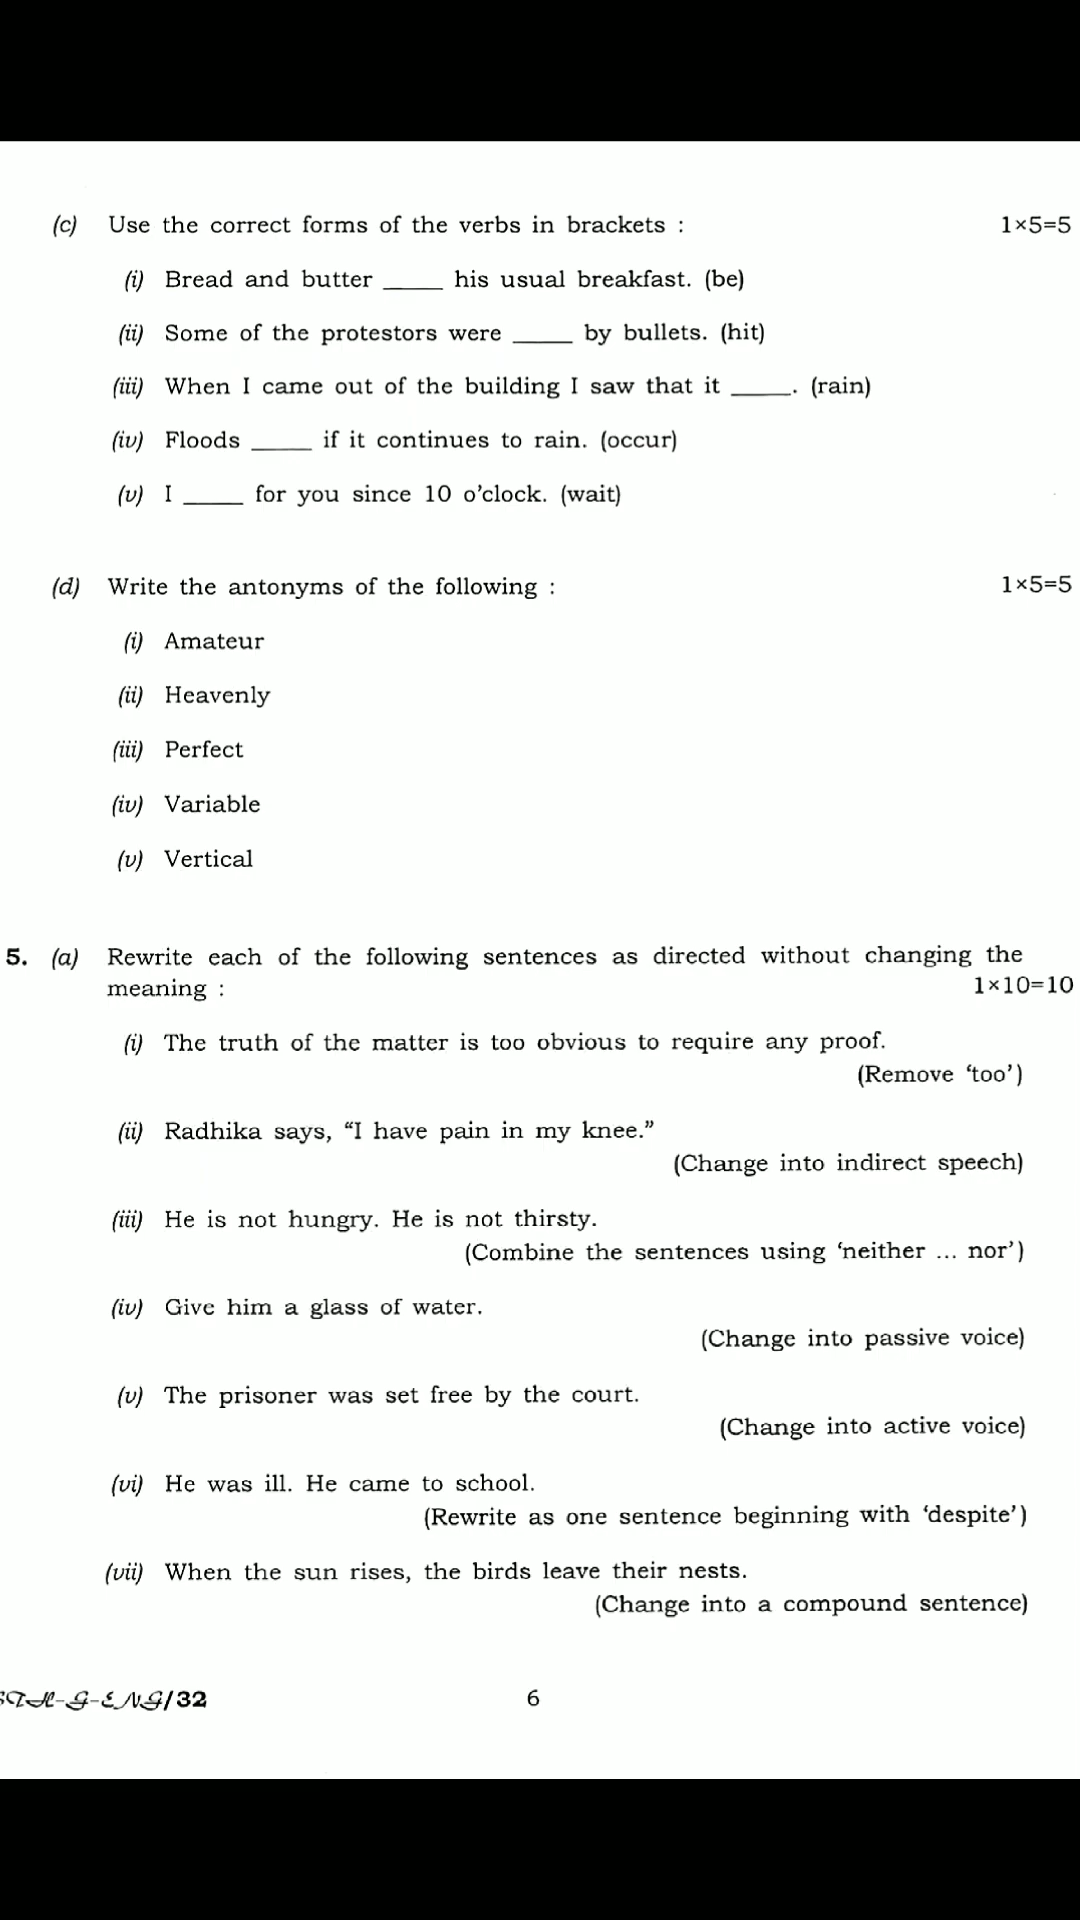 (c) Use the correct forms of the verbs in brackets : 1×5=5
(i) Bread and butter _____ his usual breakfast. (be)
(ii) Some of the protestors were _____ by bullets. (hit)
(iii) When I came out of the building I saw that it _____. (rain)
(iv) Floods _____ if it continues to rain. (occur)
(v) I _____ for you since 10 o'clock. (wait)
(d) Write the antonyms of the following : 1×5=5
(i) Amateur
(ii) Heavenly
(iii) Perfect
(iv) Variable
(v) Vertical
5. (a) Rewrite each of the following sentences as directed without changing the
meaning : 1×10=10
(i) The truth of the matter is too obvious to require any proof.
(Remove ‘too’)
(ii) Radhika says, “I have pain in my knee.”
(Change into indirect speech)
(iii) He is not hungry. He is not thirsty.
(Combine the sentences using ‘neither ... nor’)
(iv) Give him a glass of water.
(Change into passive voice)
(v) The prisoner was set free by the court.
(Change into active voice)
(vi) He was ill. He came to school.
(Rewrite as one sentence beginning with ‘despite’)
(vii) When the sun rises, the birds leave their nests.
(Change into a compound sentence)
STH-G-ENG/32 6